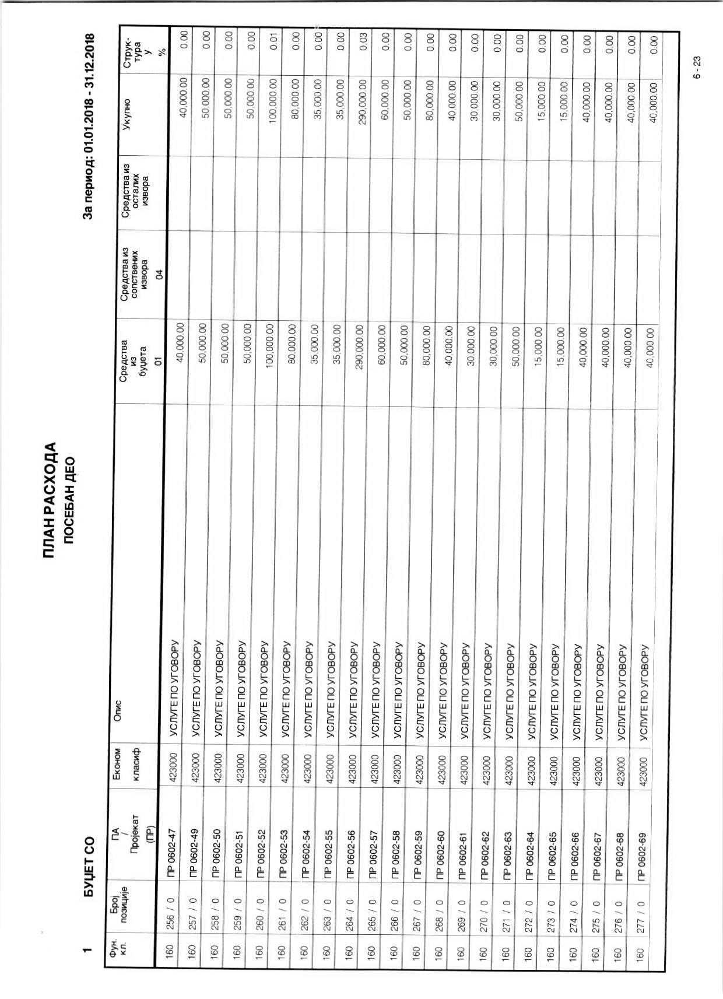 ПЛАН РАСХОДА
ПОСЕБАН ДЕО
1 БУЏЕТ СО За период: 01.01.2018 - 31.12.2018
Фун. кл. Број позиције ПА / Пројекат (ПР) Економ класиф Опис Средства из буџета 01 Средства из сопствених извора 04 Средства из осталих извора Укупно Струк- тура у %
160 256 / 0 ПР 0602-47 423000 УСЛУГЕ ПО УГОВОРУ 40,000.00 40,000.00 0.00
160 257 / 0 ПР 0602-49 423000 УСЛУГЕ ПО УГОВОРУ 50,000.00 50,000.00 0.00
160 258 / 0 ПР 0602-50 423000 УСЛУГЕ ПО УГОВОРУ 50,000.00 50,000.00 0.00
160 259 / 0 ПР 0602-51 423000 УСЛУГЕ ПО УГОВОРУ 50,000.00 50,000.00 0.00
160 260 / 0 ПР 0602-52 423000 УСЛУГЕ ПО УГОВОРУ 100,000.00 100,000.00 0.01
160 261 / 0 ПР 0602-53 423000 УСЛУГЕ ПО УГОВОРУ 80,000.00 80,000.00 0.00
160 262 / 0 ПР 0602-54 423000 УСЛУГЕ ПО УГОВОРУ 35,000.00 35,000.00 0.00
160 263 / 0 ПР 0602-55 423000 УСЛУГЕ ПО УГОВОРУ 35,000.00 35,000.00 0.00
160 264 / 0 ПР 0602-56 423000 УСЛУГЕ ПО УГОВОРУ 290,000.00 290,000.00 0.03
160 265 / 0 ПР 0602-57 423000 УСЛУГЕ ПО УГОВОРУ 60,000.00 60,000.00 0.00
160 266 / 0 ПР 0602-58 423000 УСЛУГЕ ПО УГОВОРУ 50,000.00 50,000.00 0.00
160 267 / 0 ПР 0602-59 423000 УСЛУГЕ ПО УГОВОРУ 80,000.00 80,000.00 0.00
160 268 / 0 ПР 0602-60 423000 УСЛУГЕ ПО УГОВОРУ 40,000.00 40,000.00 0.00
160 269 / 0 ПР 0602-61 423000 УСЛУГЕ ПО УГОВОРУ 30,000.00 30,000.00 0.00
160 270 / 0 ПР 0602-62 423000 УСЛУГЕ ПО УГОВОРУ 30,000.00 30,000.00 0.00
160 271 / 0 ПР 0602-63 423000 УСЛУГЕ ПО УГОВОРУ 50,000.00 50,000.00 0.00
160 272 / 0 ПР 0602-64 423000 УСЛУГЕ ПО УГОВОРУ 15,000.00 15,000.00 0.00
160 273 / 0 ПР 0602-65 423000 УСЛУГЕ ПО УГОВОРУ 15,000.00 15,000.00 0.00
160 274 / 0 ПР 0602-66 423000 УСЛУГЕ ПО УГОВОРУ 40,000.00 40,000.00 0.00
160 275 / 0 ПР 0602-67 423000 УСЛУГЕ ПО УГОВОРУ 40,000.00 40,000.00 0.00
160 276 / 0 ПР 0602-68 423000 УСЛУГЕ ПО УГОВОРУ 40,000.00 40,000.00 0.00
160 277 / 0 ПР 0602-69 423000 УСЛУГЕ ПО УГОВОРУ 40,000.00 40,000.00 0.00
6 - 23